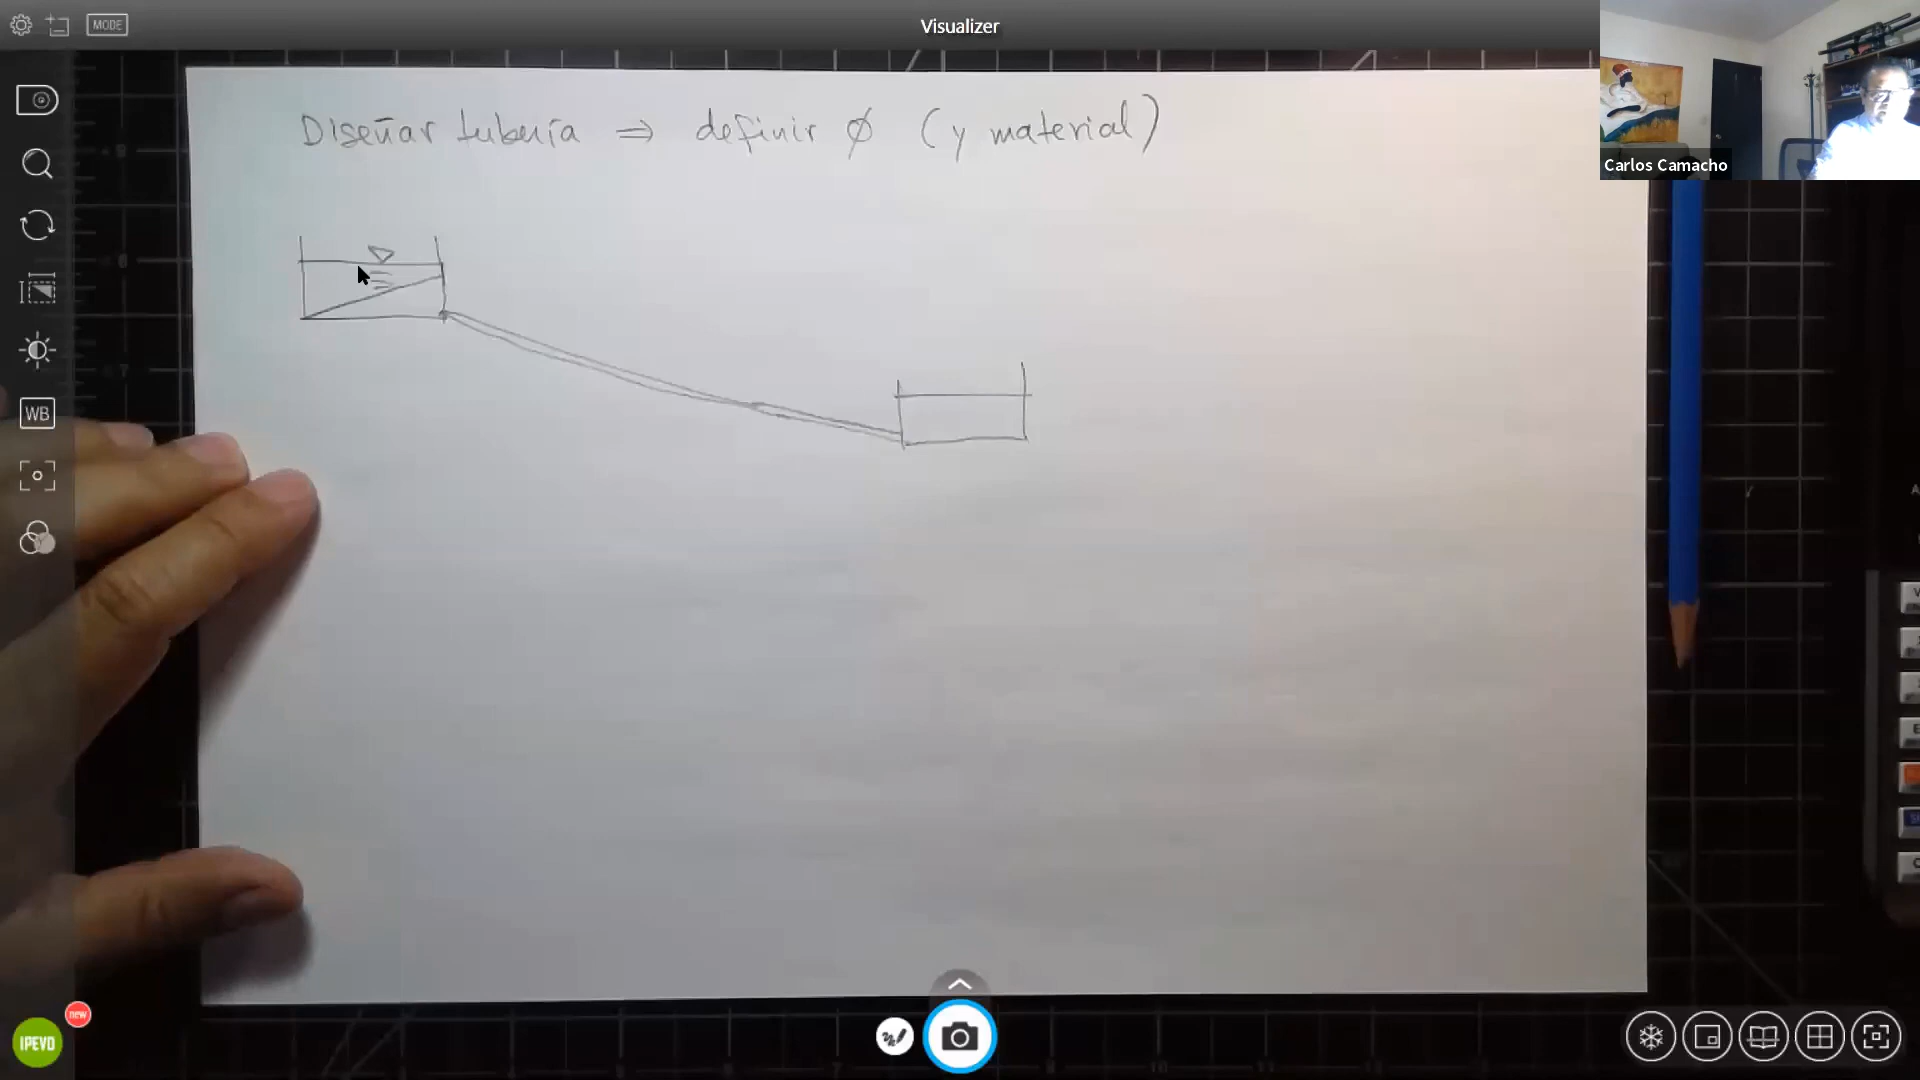 MODE
Visualizer
Carlos Camacho
Diseñar tubería ⇒ definir ∅ (y material)
WB
new
IPEVO